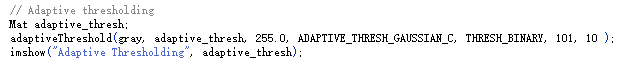 // Adaptive thresholding
Mat adaptive_thresh;
adaptiveThreshold(gray, adaptive_thresh, 255.0, ADAPTIVE_THRESH_GAUSSIAN_C, THRESH_BINARY, 101, 10 );
imshow("Adaptive Thresholding", adaptive_thresh);